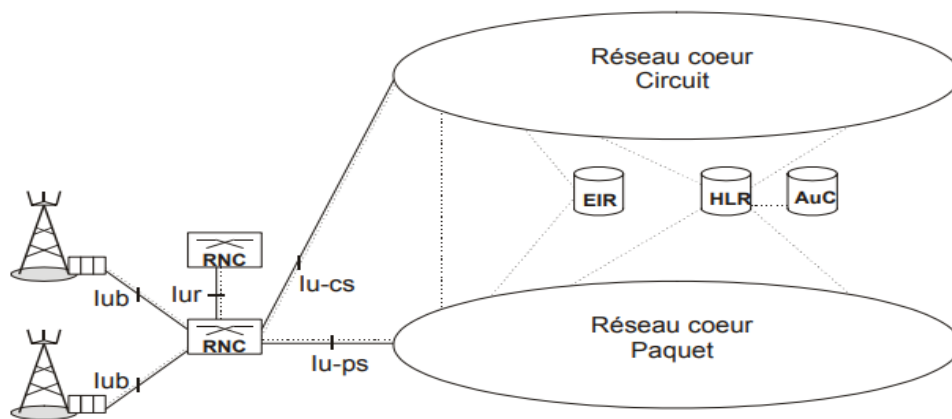 Réseau coeur
Circuit
EIR
HLR
AuC
RNC
Iub
Iur
Iu-cs
RNC
Réseau coeur
Paquet
Iu-ps
Iub